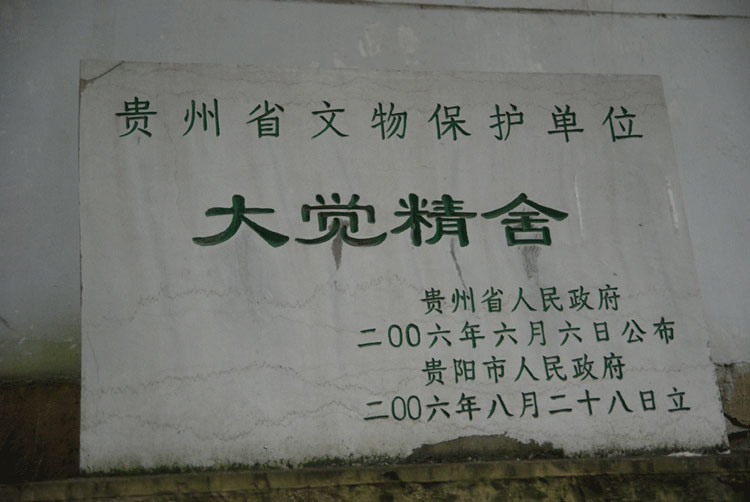 贵州省文物保护单位
大觉精舍
贵州省人民政府
二00六年六月六日公布
贵阳市人民政府
二00六年八月二十八日立